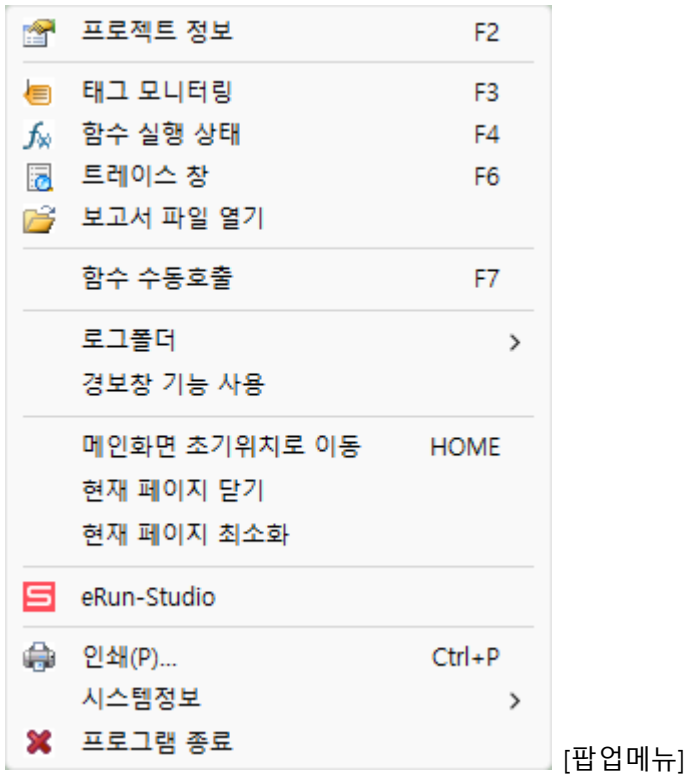 프로젝트 정보 F2
태그 모니터링 F3
함수 실행 상태 F4
트레이스 창 F6
보고서 파일 열기
함수 수동호출 F7
로그폴더
경보창 기능 사용
메인화면 초기위치로 이동 HOME
현재 페이지 닫기
현재 페이지 최소화
eRun-Studio
인쇄(P)... Ctrl+P
시스템정보
프로그램 종료
[팝업메뉴]